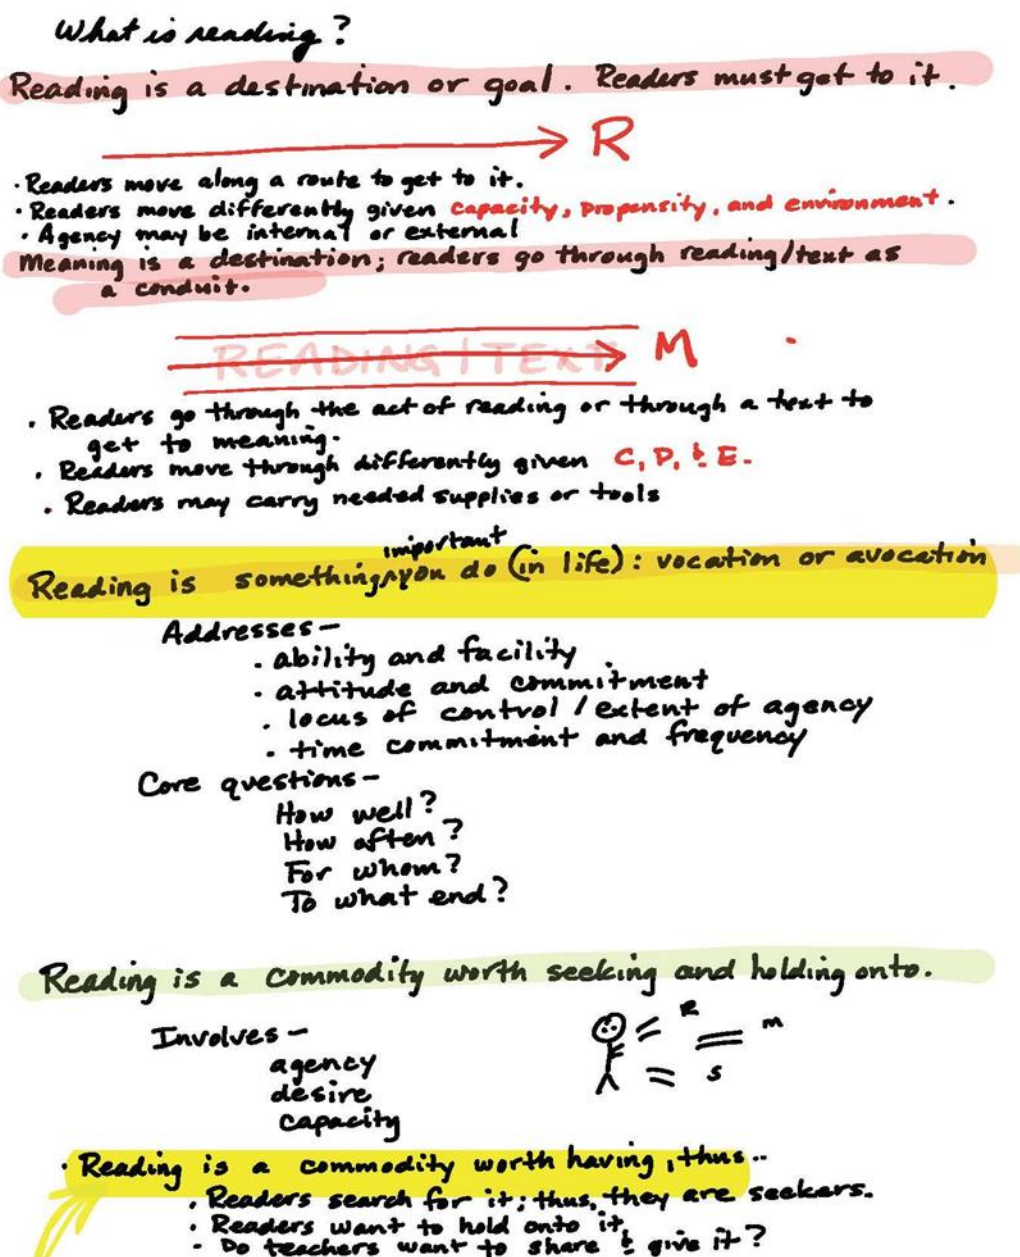 What is reading?
Reading is a destination or goal. Readers must get to it.
R
· Readers move along a route to get to it.
· Readers move differently given capacity, propensity, and environment.
· Agency may be internal or external
Meaning is a destination; readers go through reading/text as
a conduit.
READING/TEXT M
· Readers go through the act of reading or through a text to
get to meaning.
· Readers move through differently given C, P, & E.
· Readers may carry needed supplies or tools
important
Reading is something you do (in life): vocation or avocation
Addresses–
· ability and facility
· attitude and commitment
· locus of control/extent of agency
· time commitment and frequency
Core questions–
How well?
How often?
For whom?
To what end?
Reading is a commodity worth seeking and holding onto.
Involves–
agency
desire
capacity
R
M
S
· Reading is a commodity worth having, thus..
· Readers search for it; thus, they are seekers.
· Readers want to hold onto it.
· Do teachers want to share & give it?